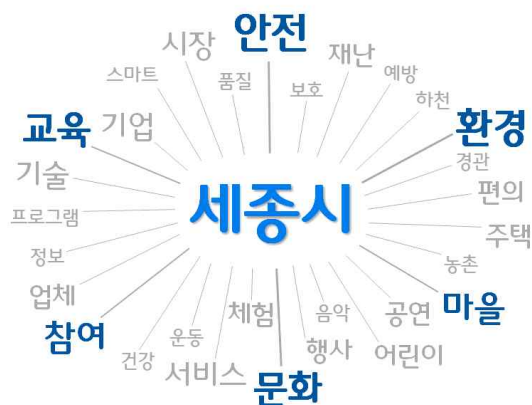 안전
시장
재난
스마트
품질
보호
예방
하천
교육
기업
환경
기술
경관
편의
세종시
프로그램
주택
정보
농촌
업체
마을
참여
체험
음악
공연
운동
건강
서비스
행사
어린이
문화